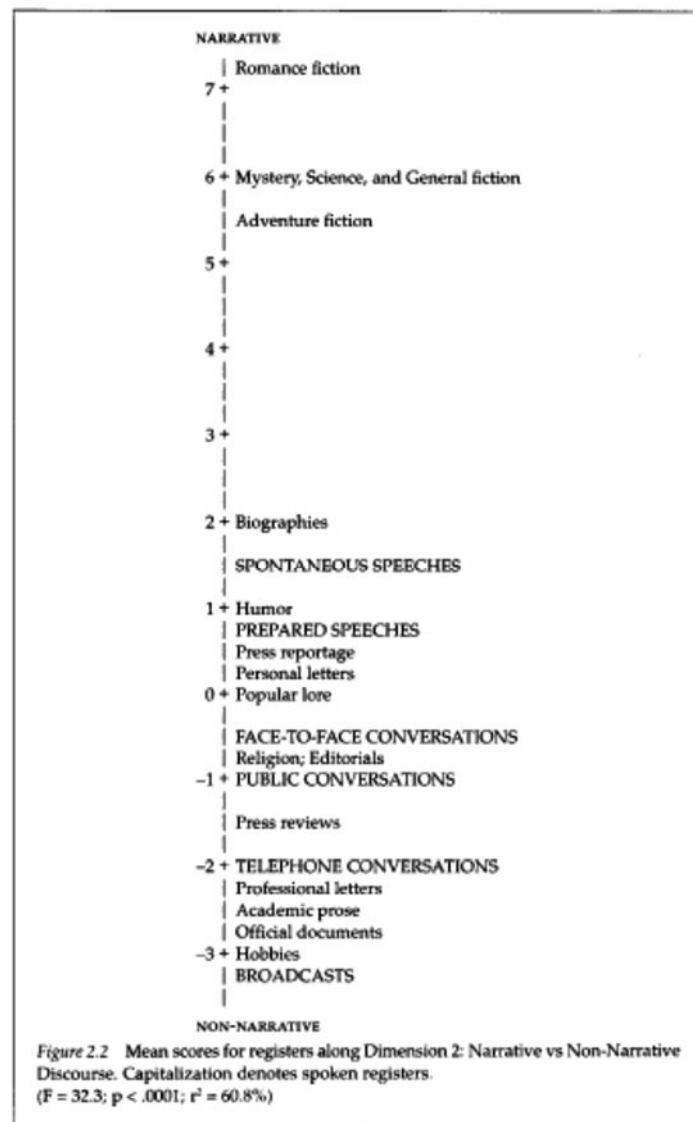 NARRATIVE
| Romance fiction
7 +
|
|
|
6 + Mystery, Science, and General fiction
|
| Adventure fiction
|
5 +
|
|
|
4 +
|
|
|
3 +
|
|
|
2 + Biographies
|
| SPONTANEOUS SPEECHES
|
1 + Humor
| PREPARED SPEECHES
| Press reportage
| Personal letters
0 + Popular lore
|
| FACE-TO-FACE CONVERSATIONS
| Religion; Editorials
–1 + PUBLIC CONVERSATIONS
|
| Press reviews
|
–2 + TELEPHONE CONVERSATIONS
| Professional letters
| Academic prose
| Official documents
–3 + Hobbies
| BROADCASTS
|
NON-NARRATIVE
Figure 2.2 Mean scores for registers along Dimension 2: Narrative vs Non-Narrative
Discourse. Capitalization denotes spoken registers.
(F = 32.3; p < .0001; r² = 60.8%)